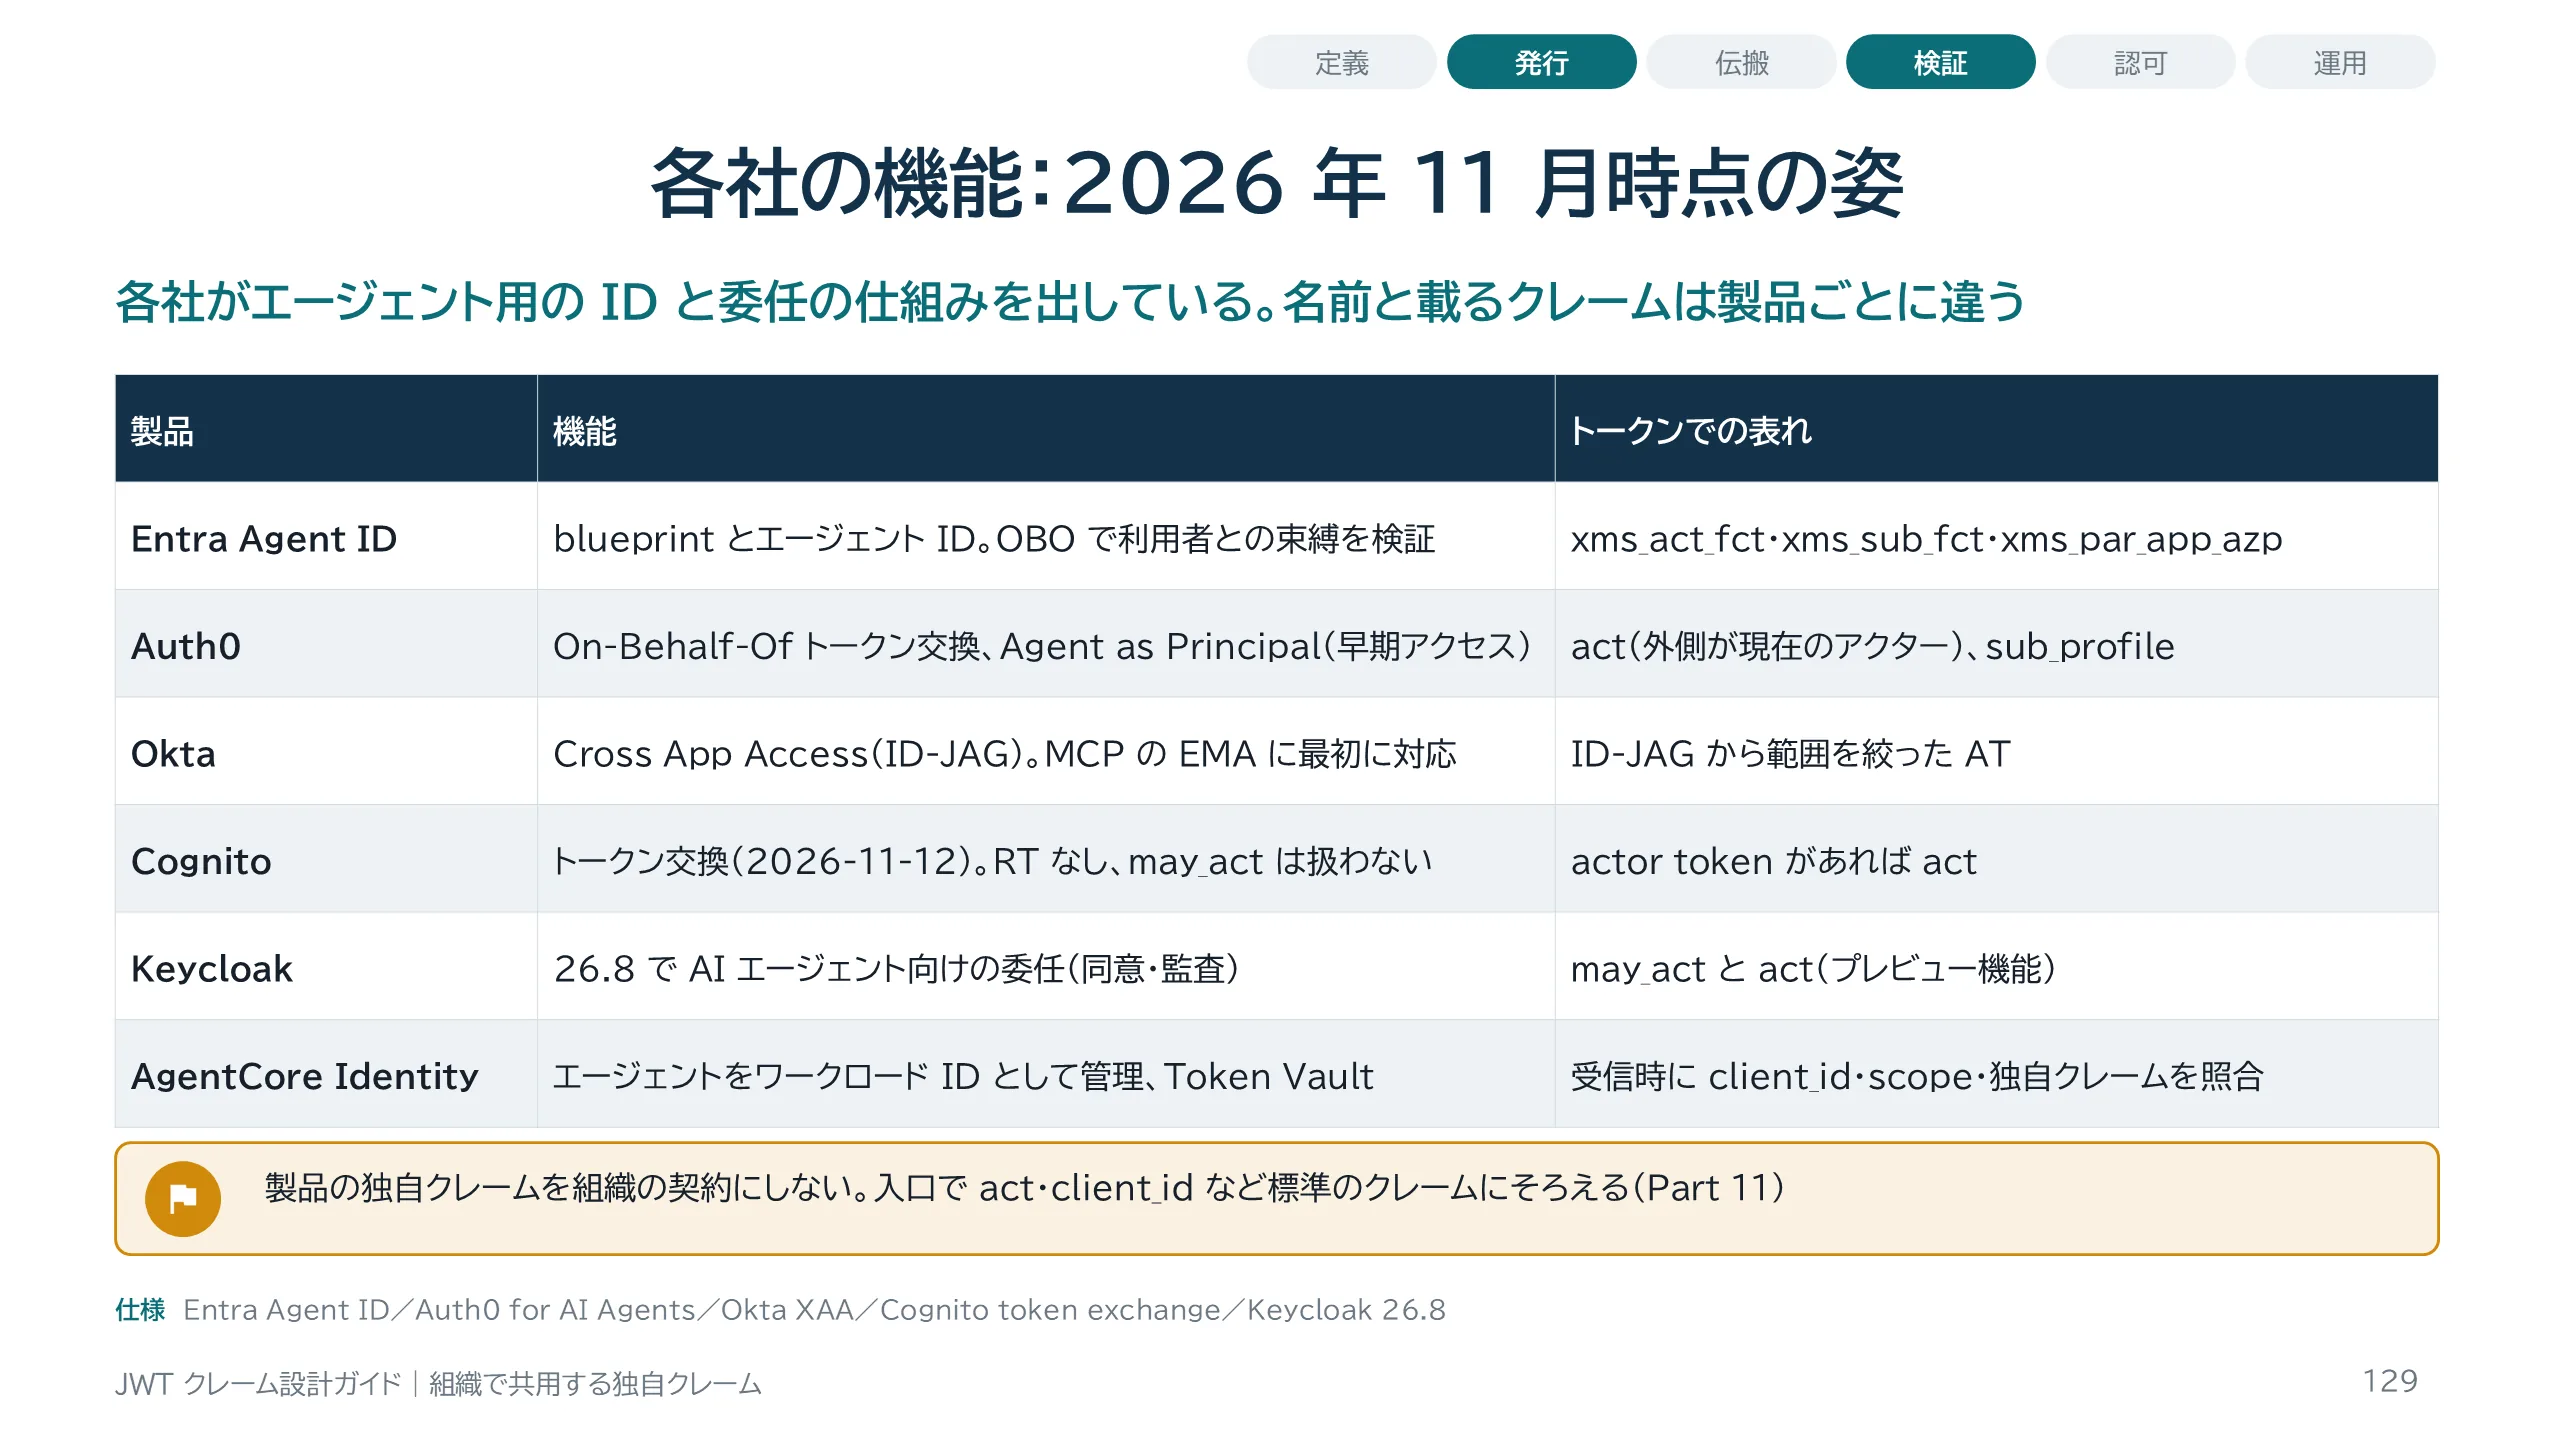 定義 発行 伝搬 検証 認可 運用
各社の機能：2026 年 11 月時点の姿
各社がエージェント用の ID と委任の仕組みを出している。名前と載るクレームは製品ごとに違う
製品 機能 トークンでの表れ
Entra Agent ID blueprint とエージェント ID。OBO で利用者との束縛を検証 xms_act_fct・xms_sub_fct・xms_par_app_azp
Auth0 On-Behalf-Of トークン交換、Agent as Principal（早期アクセス） act（外側が現在のアクター）、sub_profile
Okta Cross App Access（ID-JAG）。MCP の EMA に最初に対応 ID-JAG から範囲を絞った AT
Cognito トークン交換（2026-11-12）。RT なし、may_act は扱わない actor token があれば act
Keycloak 26.8 で AI エージェント向けの委任（同意・監査） may_act と act（プレビュー機能）
AgentCore Identity エージェントをワークロード ID として管理、Token Vault 受信時に client_id・scope・独自クレームを照合
製品の独自クレームを組織の契約にしない。入口で act・client_id など標準のクレームにそろえる（Part 11）
仕様 Entra Agent ID／Auth0 for AI Agents／Okta XAA／Cognito token exchange／Keycloak 26.8
JWT クレーム設計ガイド｜組織で共用する独自クレーム
129